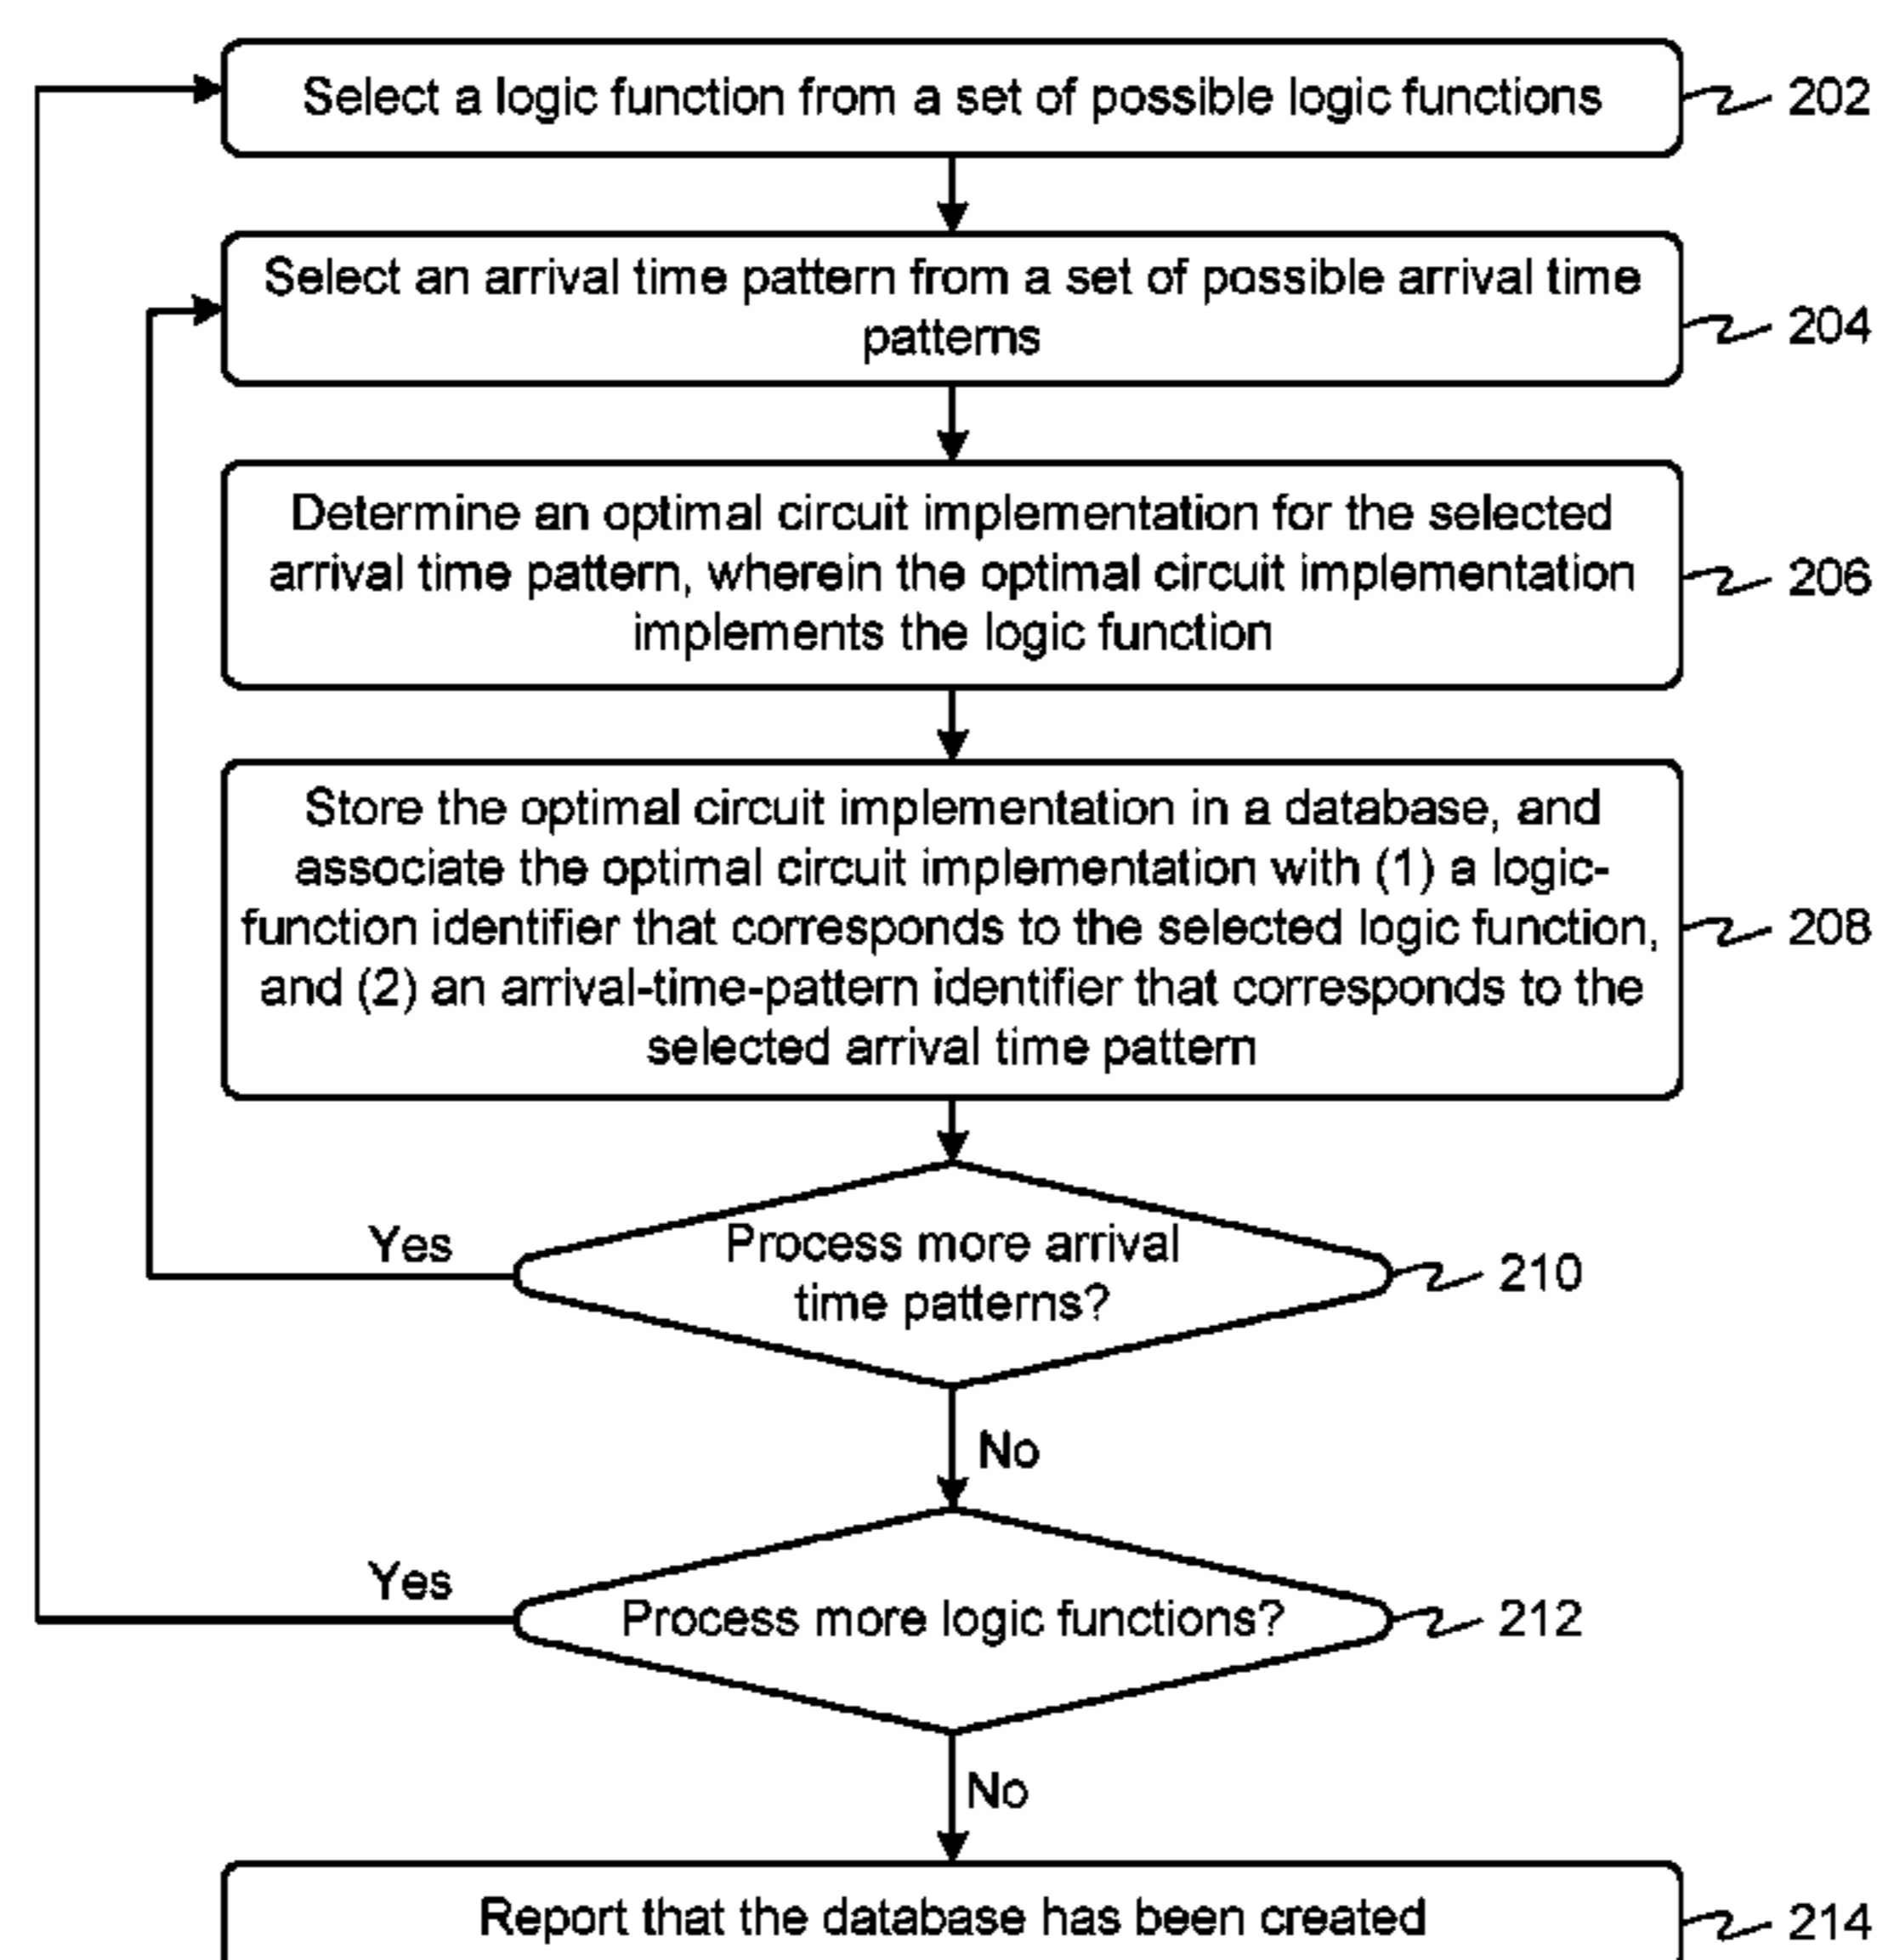 Select a logic function from a set of possible logic functions
202
Select an arrival time pattern from a set of possible arrival time
patterns
204
Determine an optimal circuit implementation for the selected
arrival time pattern, wherein the optimal circuit implementation
implements the logic function
206
Store the optimal circuit implementation in a database, and
associate the optimal circuit implementation with (1) a logic-
function identifier that corresponds to the selected logic function,
and (2) an arrival-time-pattern identifier that corresponds to the
selected arrival time pattern
208
Yes
Process more arrival
time patterns?
210
No
Yes
Process more logic functions?
212
No
Report that the database has been created
214